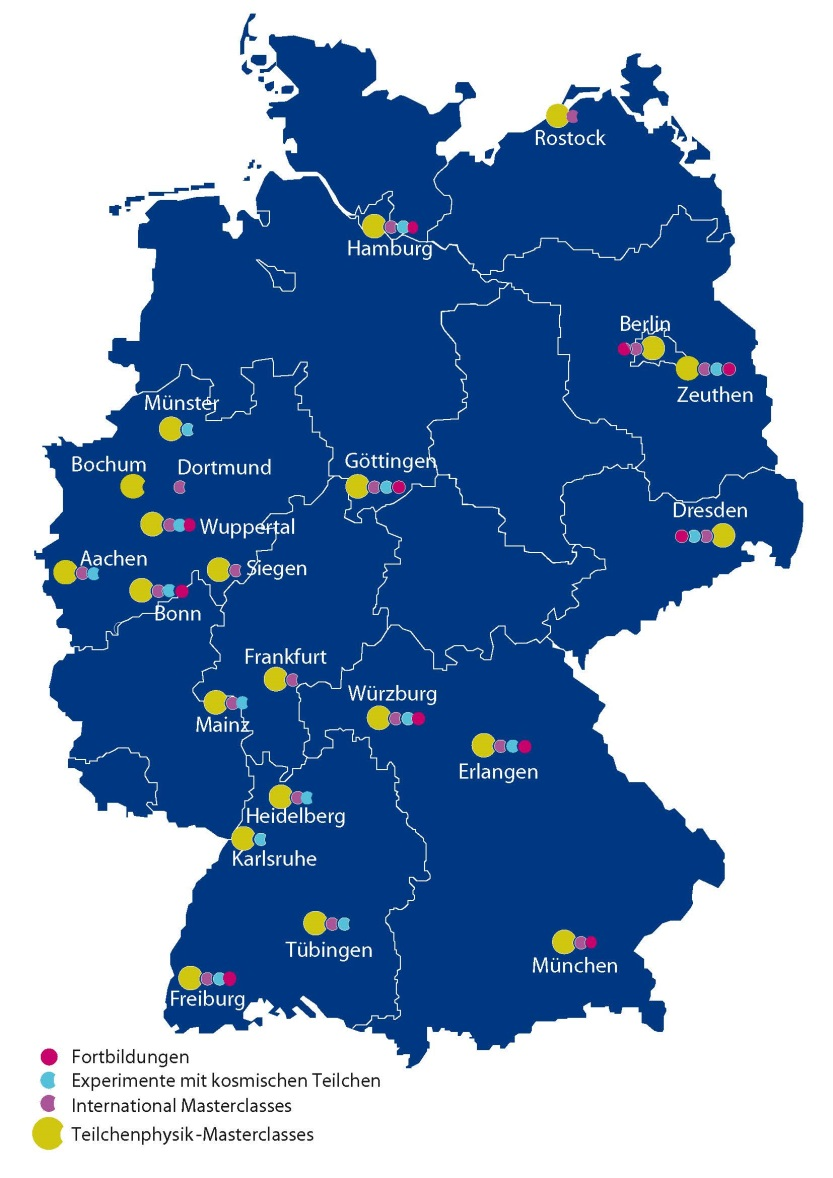 Rostock
Hamburg
Berlin
Zeuthen
Münster
Bochum
Dortmund
Göttingen
Dresden
Wuppertal
Aachen
Siegen
Bonn
Frankfurt
Würzburg
Mainz
Erlangen
Heidelberg
Karlsruhe
Tübingen
München
Freiburg
Fortbildungen
Experimente mit kosmischen Teilchen
International Masterclasses
Teilchenphysik-Masterclasses